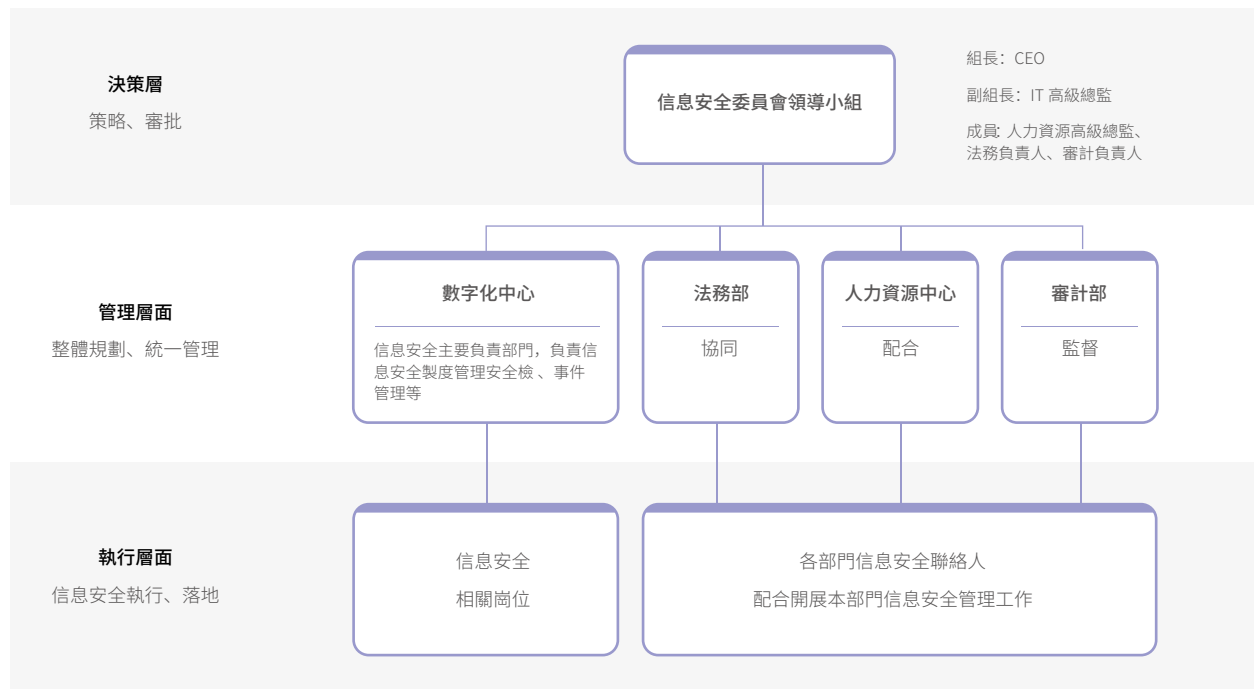 決策層
策略、審批
信息安全委員會領導小組
組長：CEO
副組長：IT 高級總監
成員：人力資源高級總監、
法務負責人、審計負責人
管理層面
整體規劃、統一管理
數字化中心
信息安全主要負責部門，負責信
息安全製度管理安全檢 、事件
管理等
法務部
協同
人力資源中心
配合
審計部
監督
執行層面
信息安全執行、落地
信息安全
相關崗位
各部門信息安全聯絡人
配合開展本部門信息安全管理工作